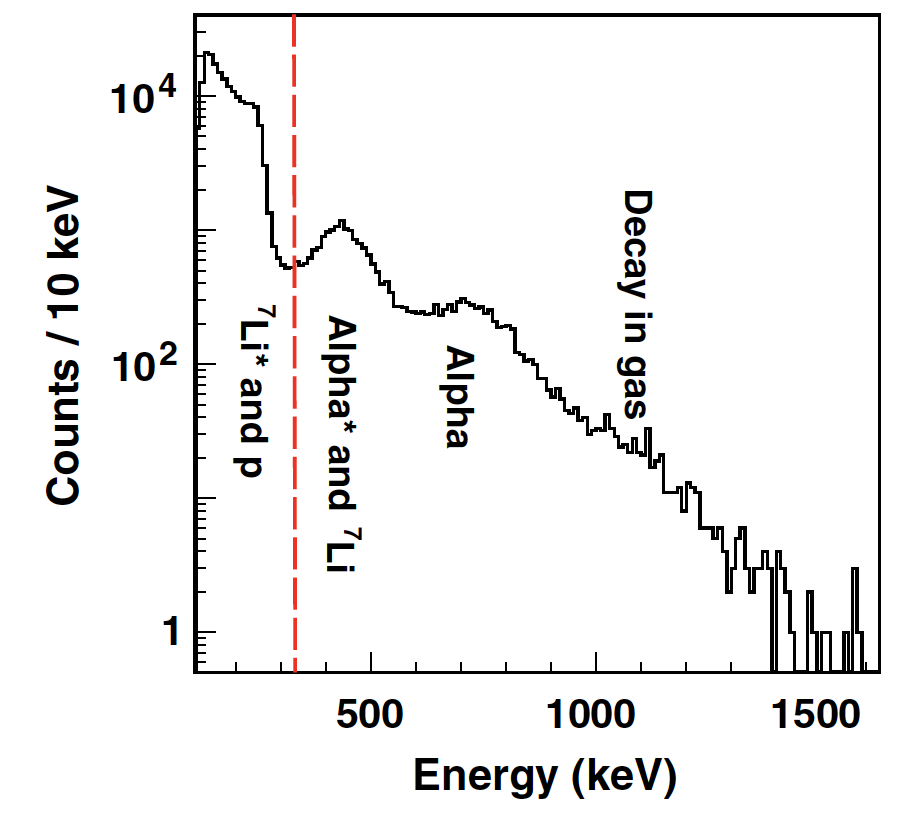 10⁴
10²
1
Counts / 10 keV
⁷Li* and p
Alpha* and ⁷Li
Alpha
Decay in gas
500
1000
1500
Energy (keV)